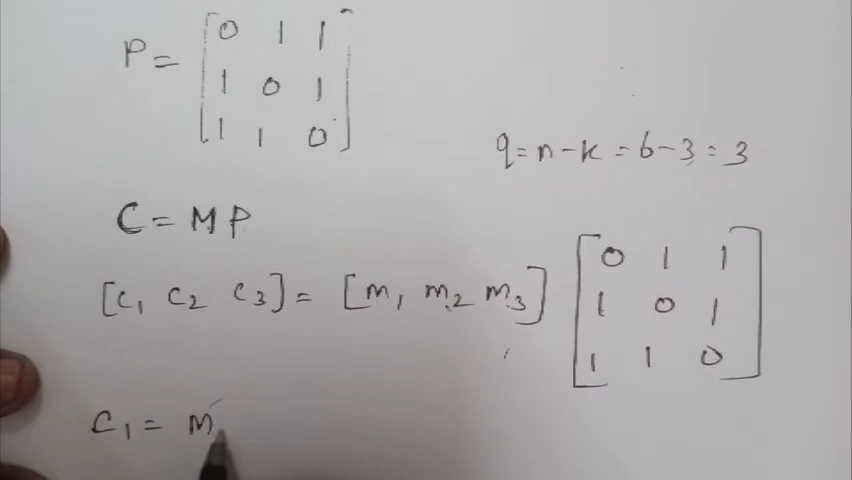 P = [0 1 1
1 0 1
1 1 0]
q = n - k = 6 - 3 = 3
C = M P
[C₁ C₂ C₃] = [m₁ m₂ m₃] [0 1 1
1 0 1
1 1 0]
C₁ = m